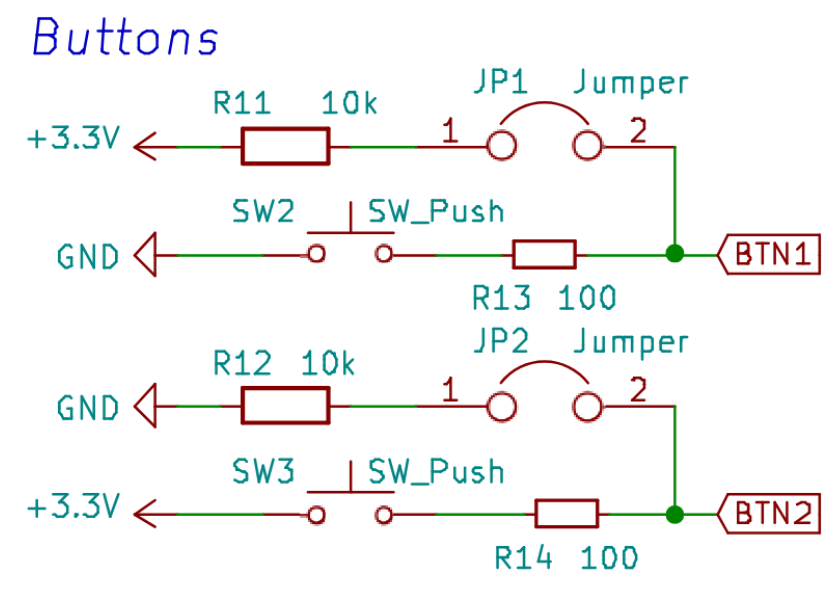 Buttons
JP1 Jumper
R11 10k
+3.3V 1 2
SW2 SW_Push
GND BTN1
R13 100
JP2 Jumper
R12 10k
GND 1 2
SW3 SW_Push
+3.3V BTN2
R14 100